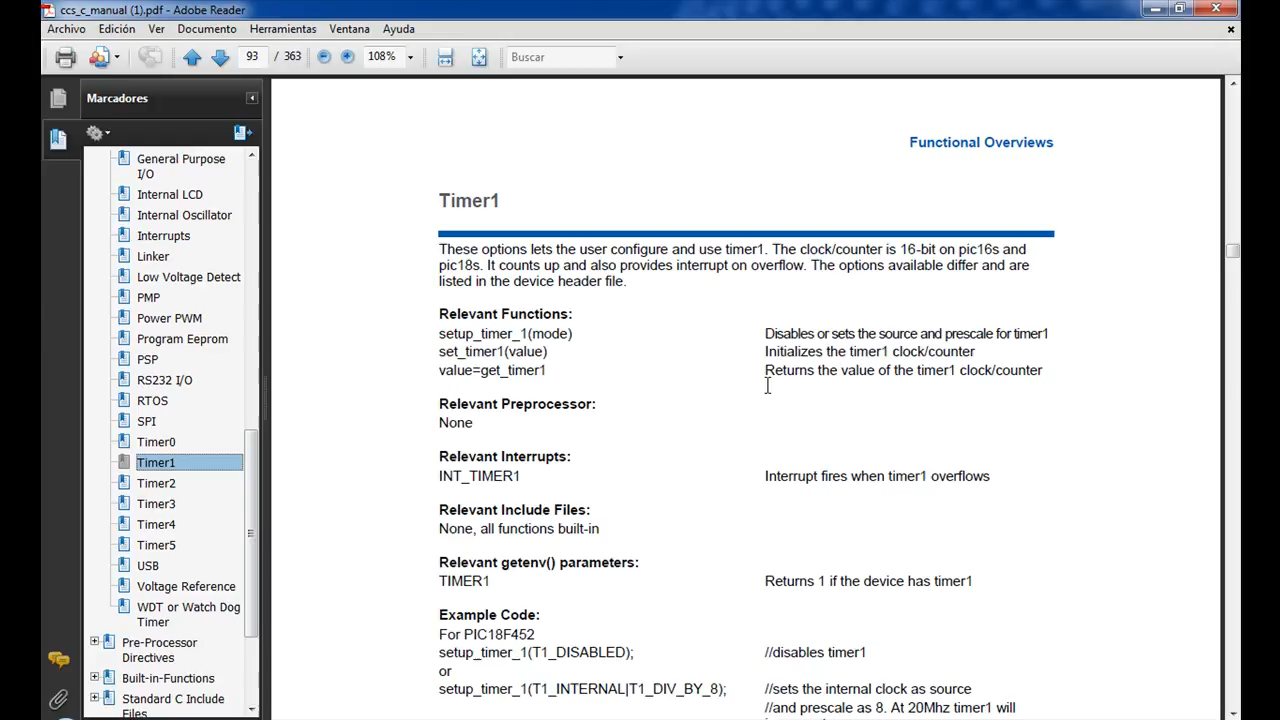 ccs_c_manual (1).pdf - Adobe Reader
Archivo Edición Ver Documento Herramientas Ventana Ayuda
93 / 363 108% Buscar
Marcadores
General Purpose
I/O
Internal LCD
Internal Oscillator
Interrupts
Linker
Low Voltage Detect
PMP
Power PWM
Program Eeprom
PSP
RS232 I/O
RTOS
SPI
Timer0
Timer1
Timer2
Timer3
Timer4
Timer5
USB
Voltage Reference
WDT or Watch Dog
Timer
Pre-Processor
Directives
Built-in-Functions
Standard C Include
Files
Functional Overviews
Timer1
These options lets the user configure and use timer1. The clock/counter is 16-bit on pic16s and
pic18s. It counts up and also provides interrupt on overflow. The options available differ and are
listed in the device header file.
Relevant Functions:
setup_timer_1(mode) Disables or sets the source and prescale for timer1
set_timer1(value) Initializes the timer1 clock/counter
value=get_timer1 Returns the value of the timer1 clock/counter
Relevant Preprocessor:
None
Relevant Interrupts:
INT_TIMER1 Interrupt fires when timer1 overflows
Relevant Include Files:
None, all functions built-in
Relevant getenv() parameters:
TIMER1 Returns 1 if the device has timer1
Example Code:
For PIC18F452
setup_timer_1(T1_DISABLED); //disables timer1
or
setup_timer_1(T1_INTERNAL|T1_DIV_BY_8); //sets the internal clock as source
//and prescale as 8. At 20Mhz timer1 will